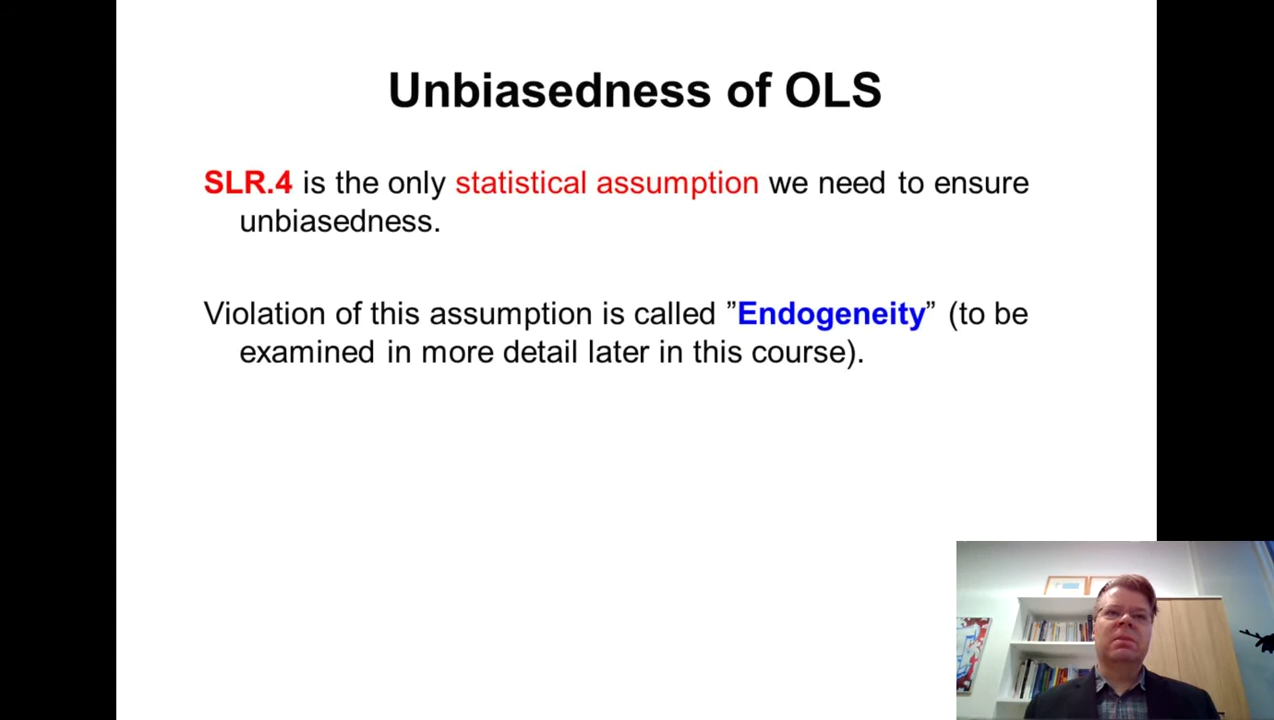 Unbiasedness of OLS
SLR.4 is the only statistical assumption we need to ensure
unbiasedness.
Violation of this assumption is called ”Endogeneity” (to be
examined in more detail later in this course).